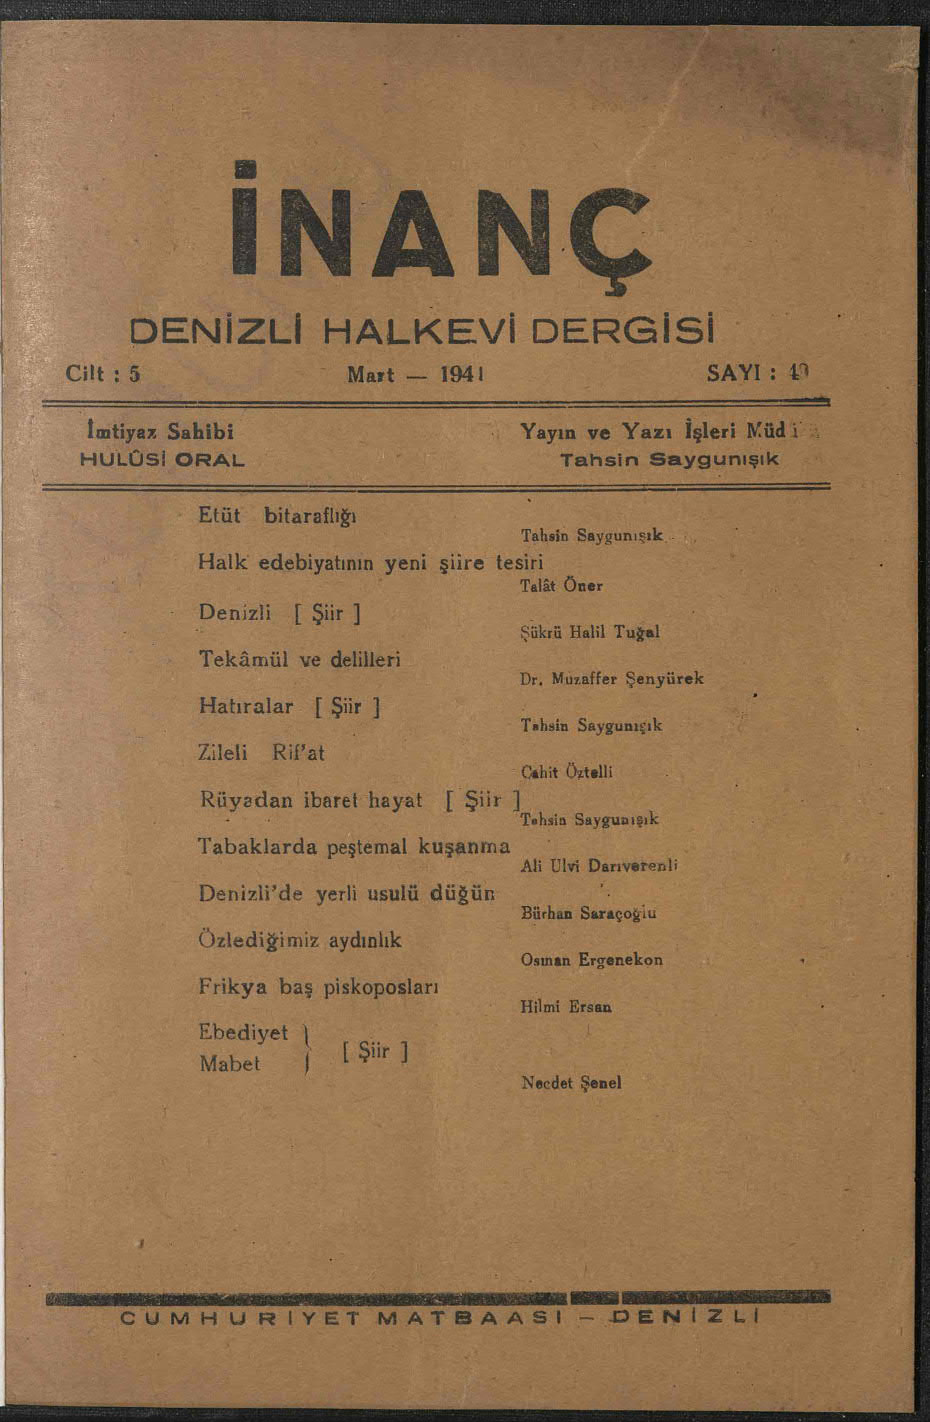 İNANÇ
DENİZLİ HALKEVİ DERGİSİ
Cilt : 5 Mart — 1941 SAYI : 49
İmtiyaz Sahibi Yayın ve Yazı İşleri
HULÛSİ ORAL Tahsin Saygunışık
Etüt bitaraflığı
Tahsin Saygunışık
Halk edebiyatının yeni şiire tesiri
Talât Öner
Denizli [ Şiir ]
Şükrü Halil Tuğal
Tekâmül ve delilleri
Dr. Muzaffer Şenyürek
Hatıralar [ Şiir ]
Tahsin Saygunışık
Zileli Rif'at
Cahit Öztelli
Rüyadan ibaret hayat [ Şiir ]
Tahsin Saygunışık
Tabaklarda peştemal kuşanma
Ali Ulvi Darıverenli
Denizli'de yerli usulü düğün
Bürhan Saraçoğlu
Özlediğimiz aydınlık
Osman Ergenekon
Frikya baş piskoposları
Hilmi Ersan
Ebediyet }
Mabet } [ Şiir ]
Necdet Şenel
CUMHURİYET MATBAASI — DENİZLİ